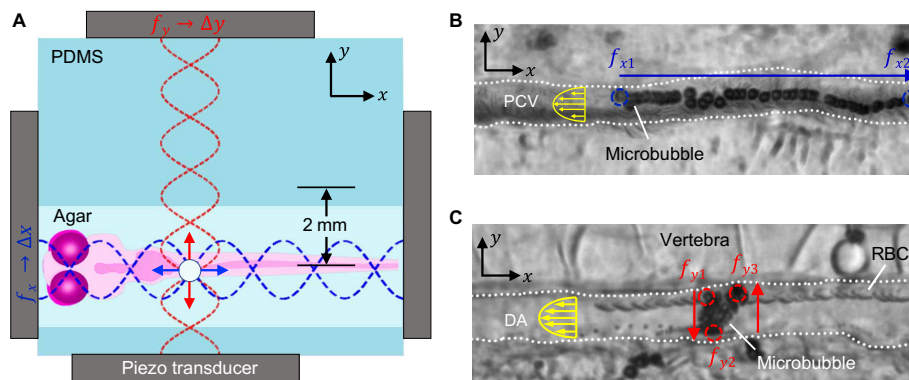 A
f_y → Δy
PDMS
y
x
Agar
2 mm
f_x → Δx
Piezo transducer
B
y
x
f_x1
f_x2
PCV
Microbubble
C
Vertebra
y
x
RBC
f_y1
f_y3
DA
f_y2
Microbubble